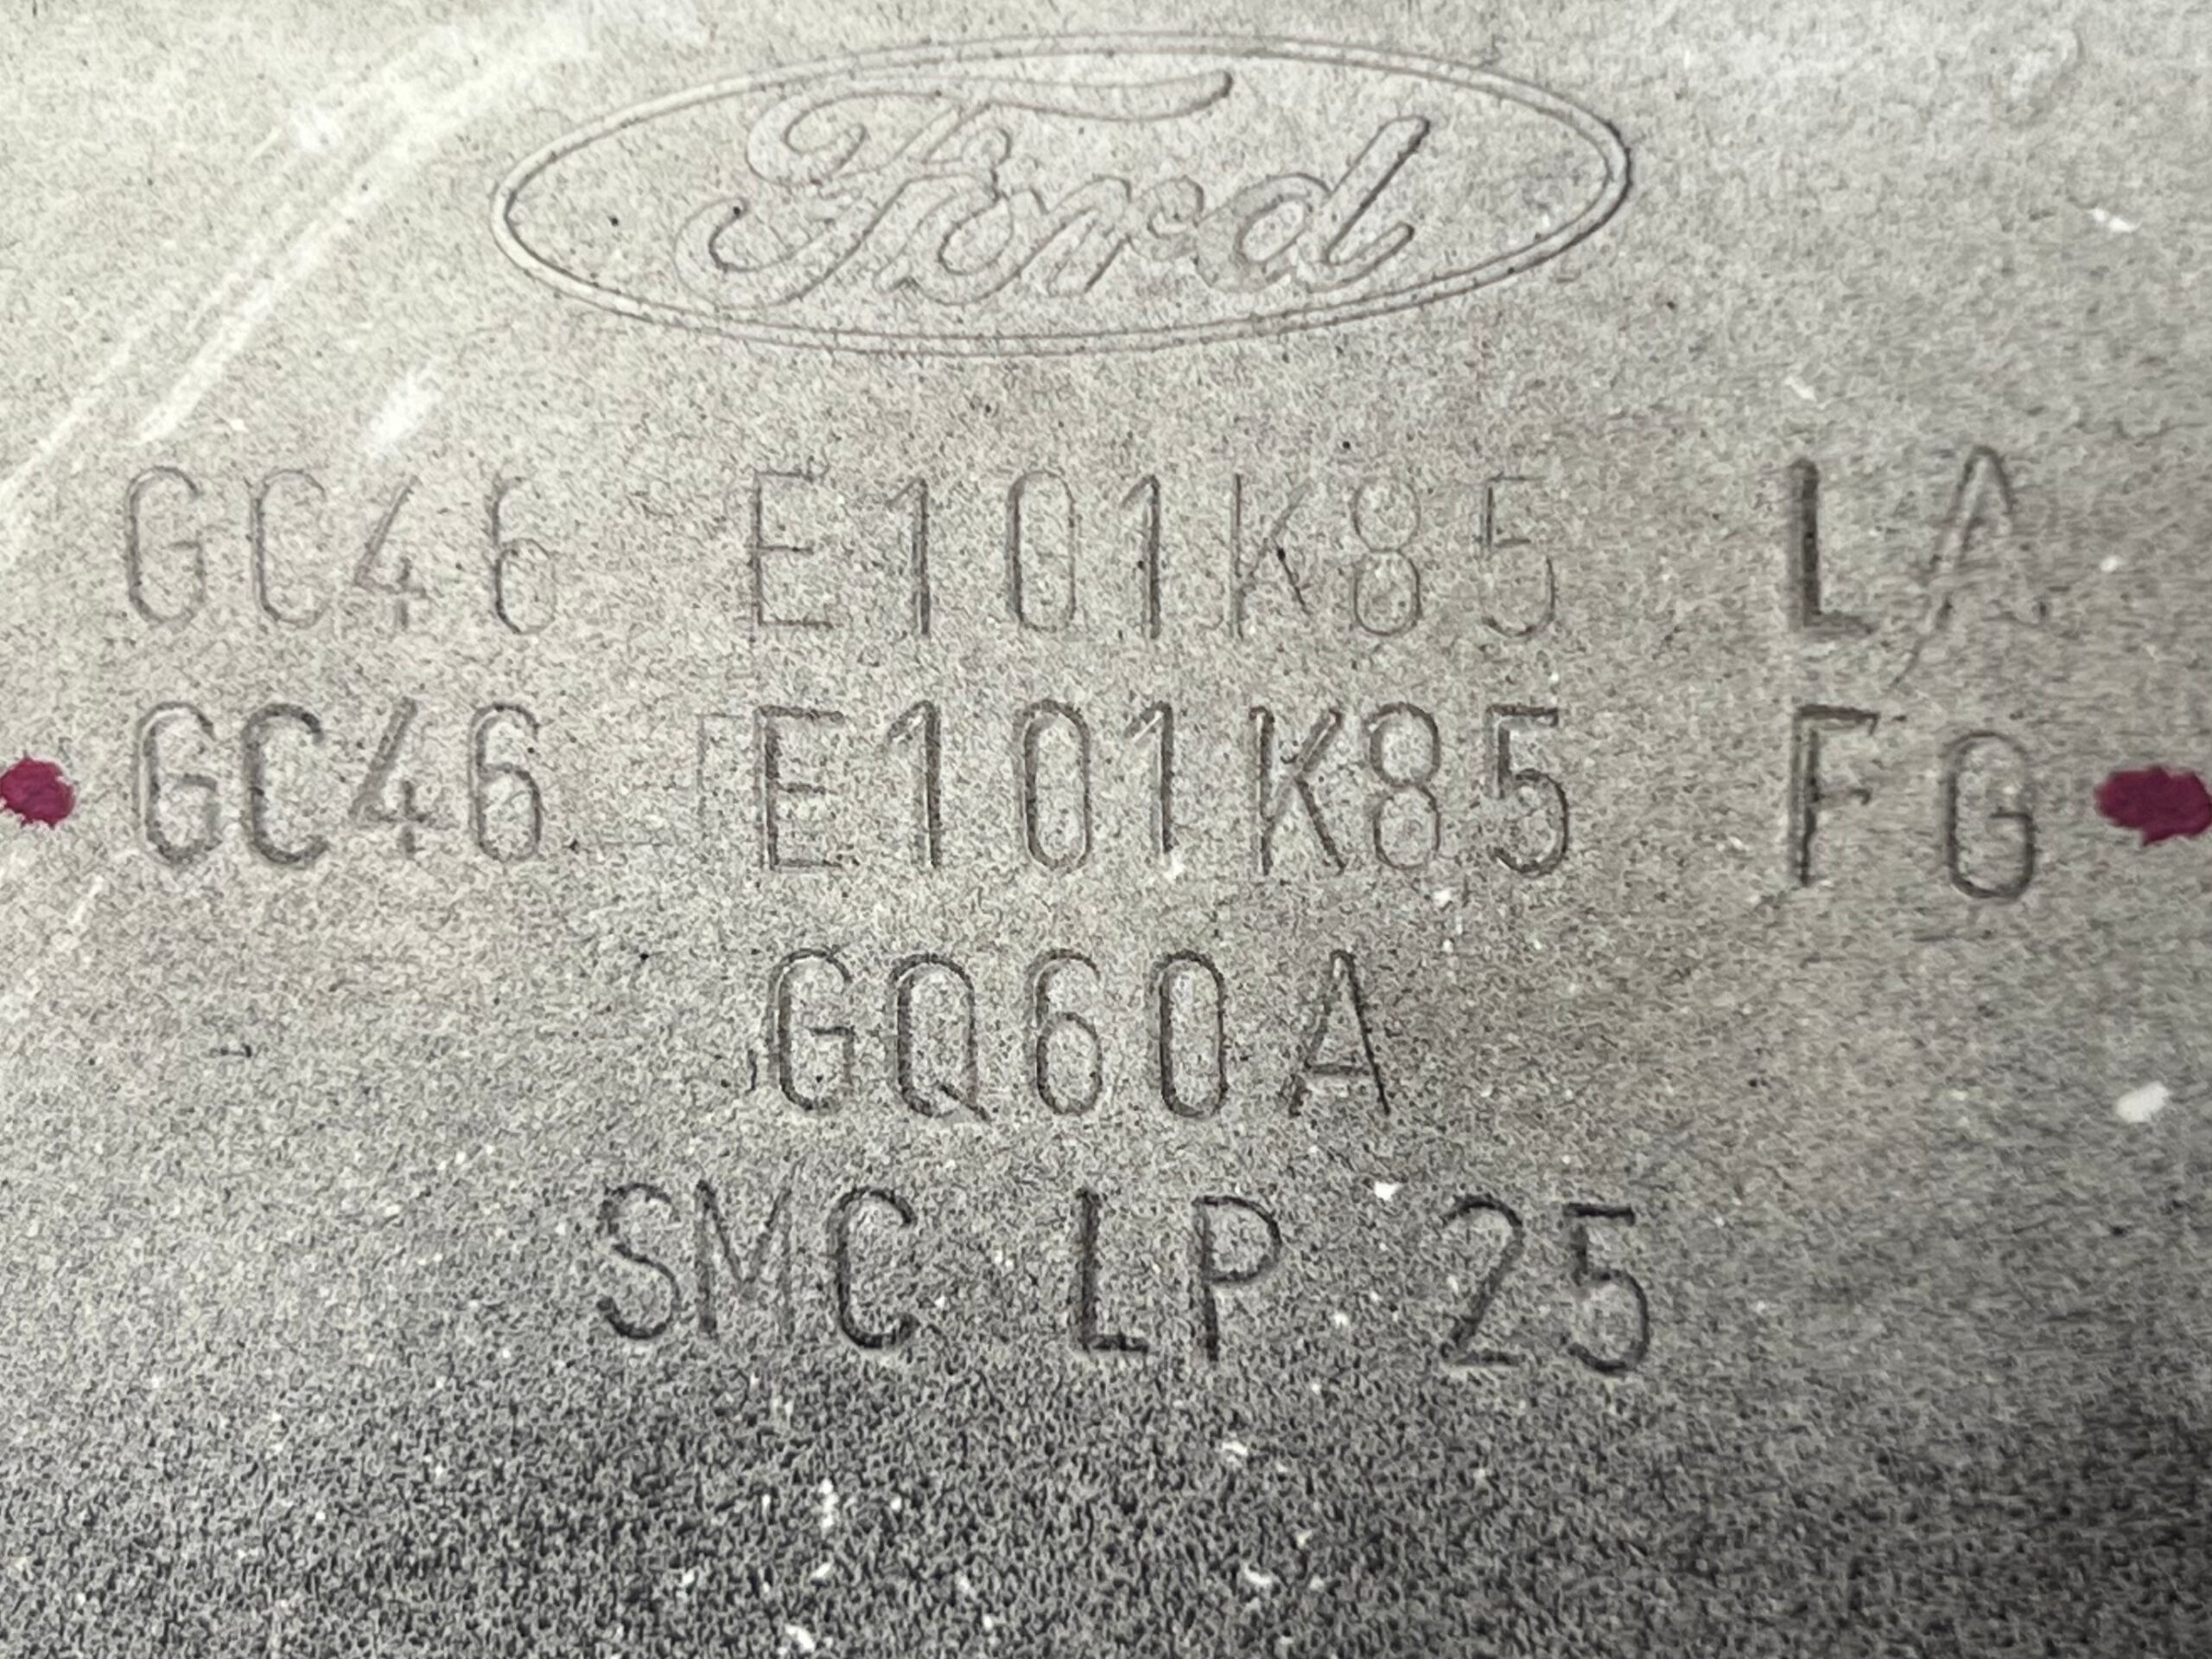 Ford
GC46 E101K85 LA
GC46 E101K85 FG
GQ60A
SMC LP 25